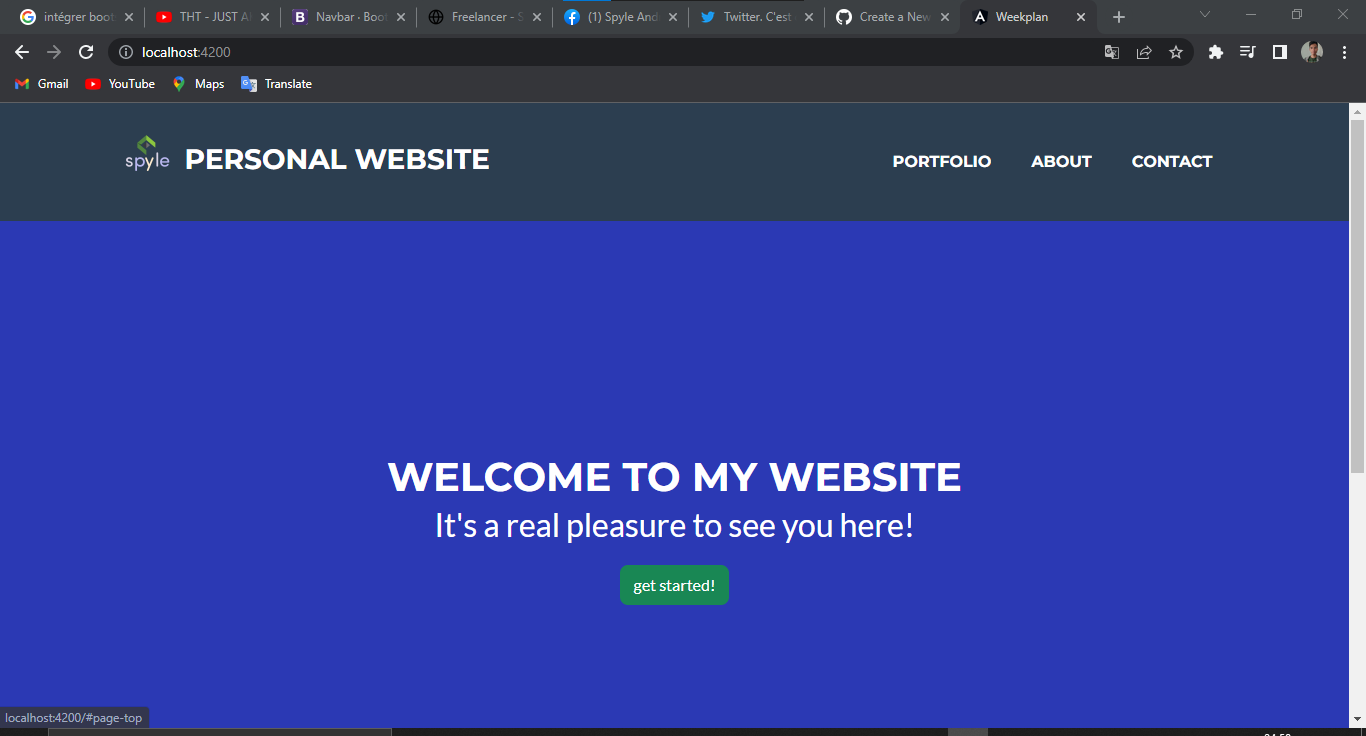 intégrer boot
THT - JUST A
Navbar · Boot
Freelancer - S
(1) Spyle And
Twitter. C'est
Create a New
Weekplan
localhost:4200
Gmail
YouTube
Maps
Translate
spyle
PERSONAL WEBSITE
PORTFOLIO
ABOUT
CONTACT
WELCOME TO MY WEBSITE
It's a real pleasure to see you here!
get started!
localhost:4200/#page-top